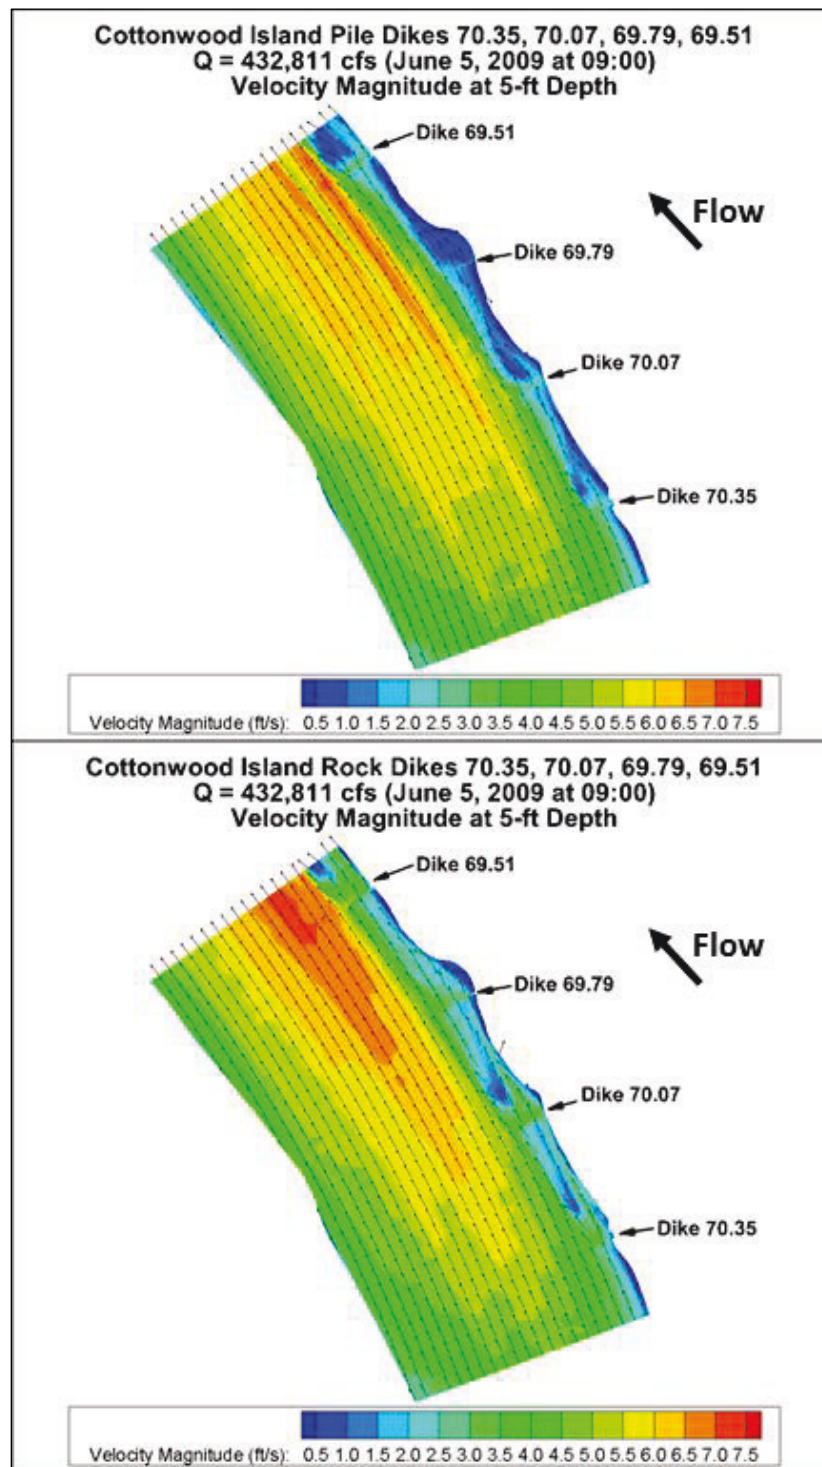 Cottonwood Island Pile Dikes 70.35, 70.07, 69.79, 69.51
Q = 432,811 cfs (June 5, 2009 at 09:00)
Velocity Magnitude at 5-ft Depth
Dike 69.51
Flow
Dike 69.79
Dike 70.07
Dike 70.35
Velocity Magnitude (ft/s): 0.5 1.0 1.5 2.0 2.5 3.0 3.5 4.0 4.5 5.0 5.5 6.0 6.5 7.0 7.5
Cottonwood Island Rock Dikes 70.35, 70.07, 69.79, 69.51
Q = 432,811 cfs (June 5, 2009 at 09:00)
Velocity Magnitude at 5-ft Depth
Dike 69.51
Flow
Dike 69.79
Dike 70.07
Dike 70.35
Velocity Magnitude (ft/s): 0.5 1.0 1.5 2.0 2.5 3.0 3.5 4.0 4.5 5.0 5.5 6.0 6.5 7.0 7.5